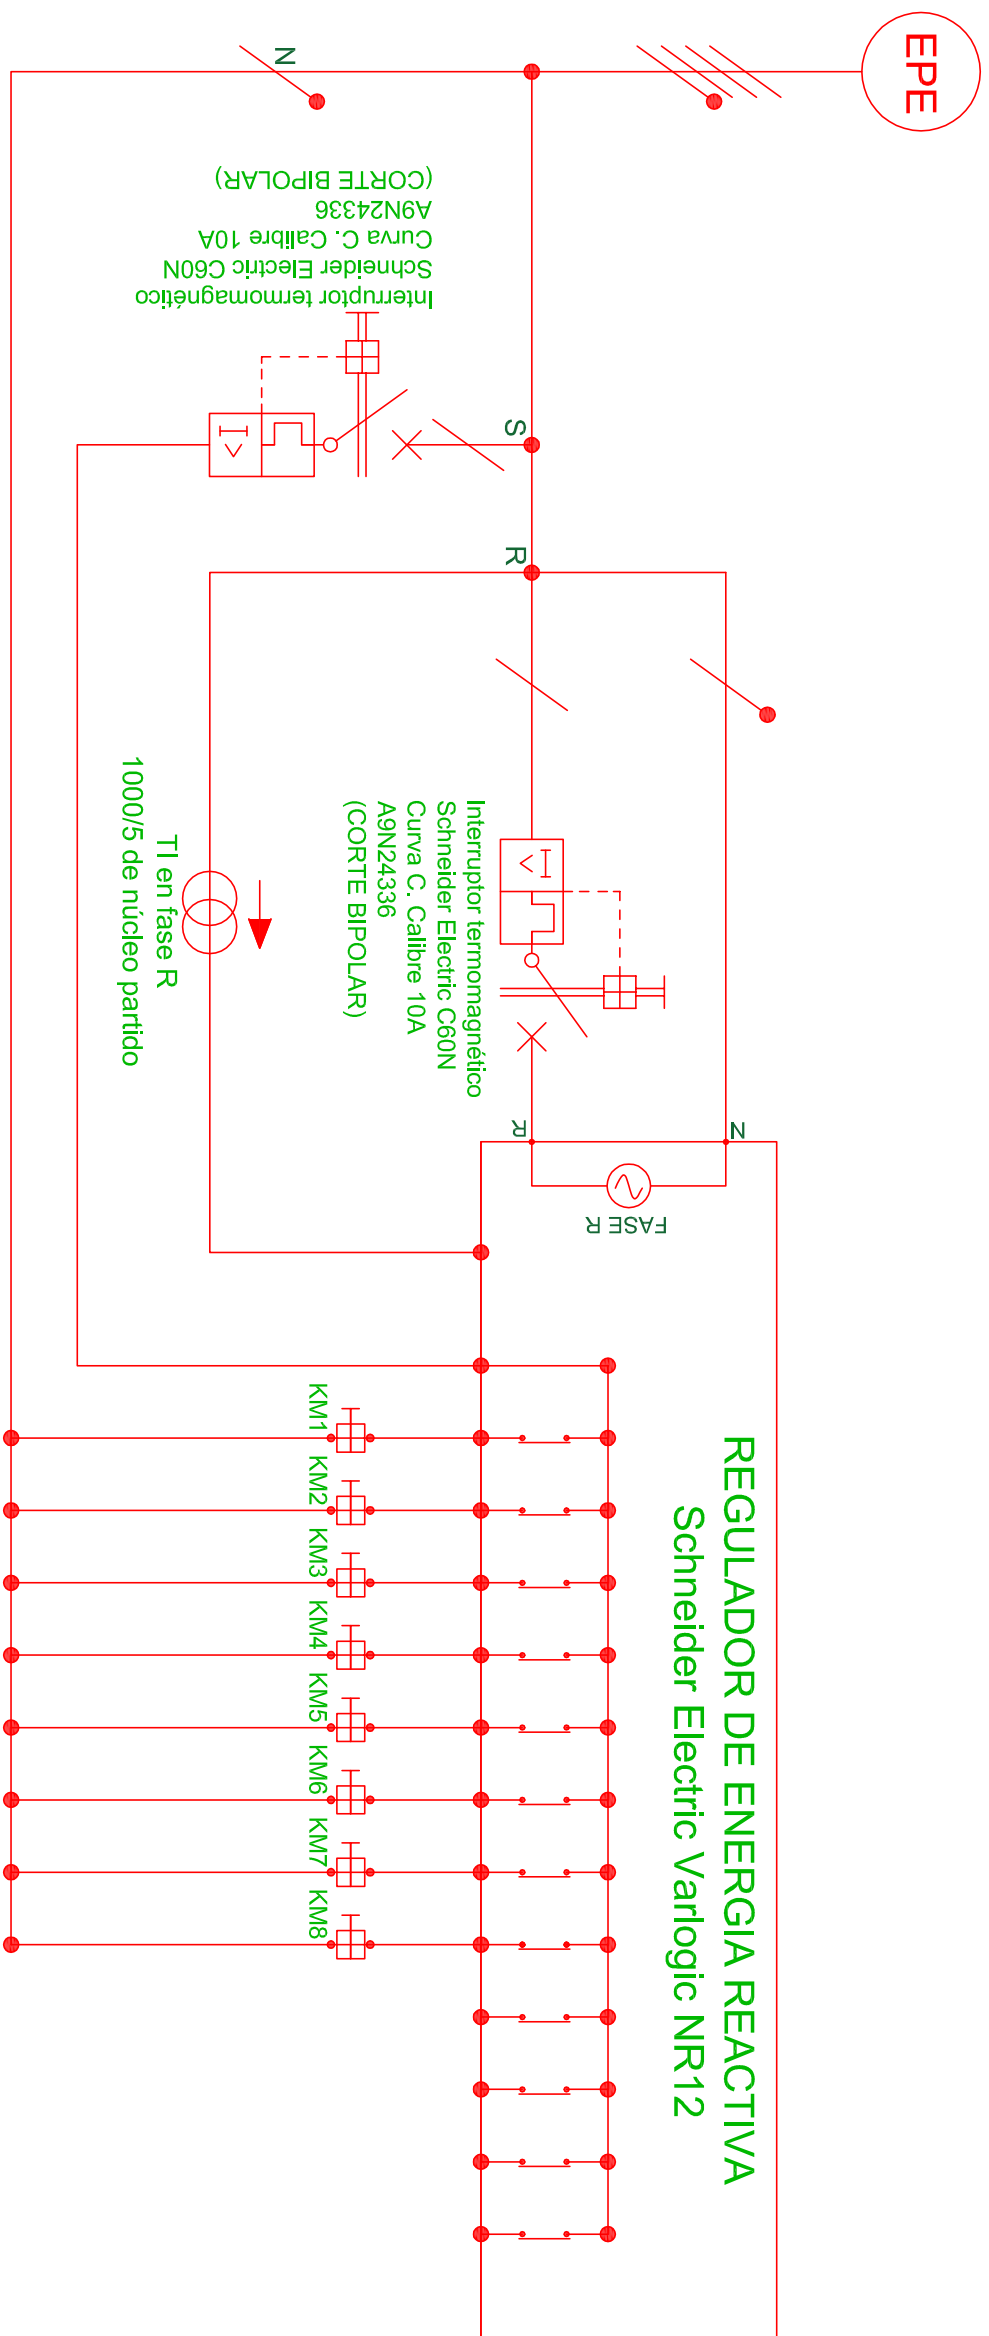 EPE
N
Interruptor termomagnético
Schneider Electric C60N
Curva C. Calibre 10A
A9N24336
(CORTE BIPOLAR)
S
R
Interruptor termomagnético
Schneider Electric C60N
Curva C. Calibre 10A
A9N24336
(CORTE BIPOLAR)
I
>
I
>
TI en fase R
1000/5 de núcleo partido
R
N
FASE R
REGULADOR DE ENERGIA REACTIVA
Schneider Electric Varlogic NR12
KM1
KM2
KM3
KM4
KM5
KM6
KM7
KM8